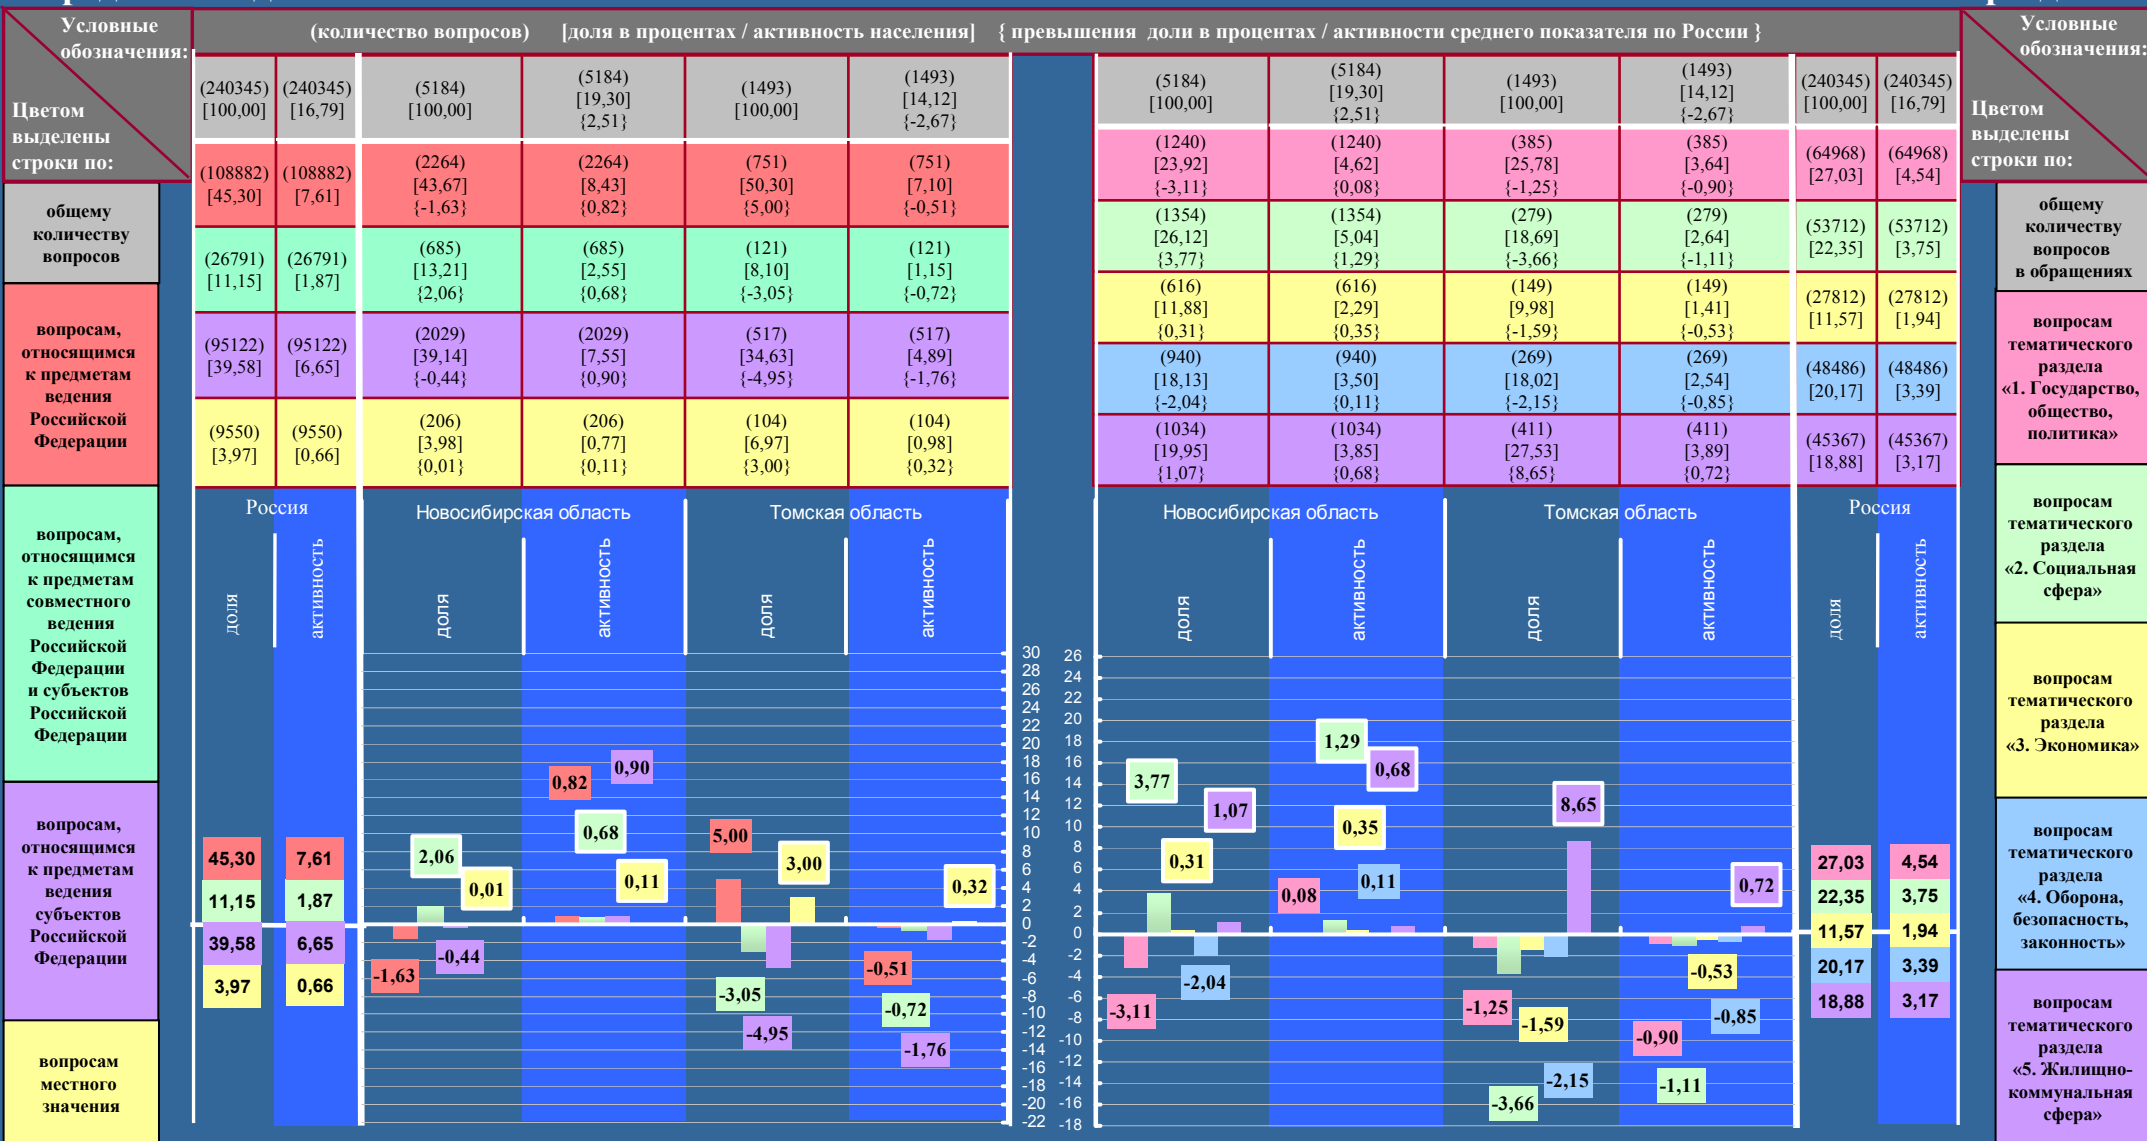 Условные
обозначения:
Цветом
выделены
строки по:
(количество вопросов) [доля в процентах / активность населения] { превышения доли в процентах / активности среднего показателя по России }
Условные
обозначения:
Цветом
выделены
строки по:
(240345) (240345) (5184) (5184) (1493) (1493)
[100,00] [16,79] [100,00] [19,30] [100,00] [14,12]
{2,51} {-2,67}
(108882) (108882) (2264) (2264) (751) (751)
[45,30] [7,61] [43,67] [8,43] [50,30] [7,10]
{-1,63} {0,82} {5,00} {-0,51}
(26791) (26791) (685) (685) (121) (121)
[11,15] [1,87] [13,21] [2,55] [8,10] [1,15]
{2,06} {0,68} {-3,05} {-0,72}
(95122) (95122) (2029) (2029) (517) (517)
[39,58] [6,65] [39,14] [7,55] [34,63] [4,89]
{-0,44} {0,90} {-4,95} {-1,76}
(9550) (9550) (206) (206) (104) (104)
[3,97] [0,66] [3,98] [0,77] [6,97] [0,98]
{0,01} {0,11} {3,00} {0,32}
(5184) (5184) (1493) (1493) (240345) (240345)
[100,00] [19,30] [100,00] [14,12] [100,00] [16,79]
{2,51} {-2,67}
(1240) (1240) (385) (385) (64968) (64968)
[23,92] [4,62] [25,78] [3,64] [27,03] [4,54]
{-3,11} {0,08} {-1,25} {-0,90}
(1354) (1354) (279) (279) (53712) (53712)
[26,12] [5,04] [18,69] [2,64] [22,35] [3,75]
{3,77} {1,29} {-3,66} {-1,11}
(616) (616) (149) (149) (27812) (27812)
[11,88] [2,29] [9,98] [1,41] [11,57] [1,94]
{0,31} {0,35} {-1,59} {-0,53}
(940) (940) (269) (269) (48486) (48486)
[18,13] [3,50] [18,02] [2,54] [20,17] [3,39]
{-2,04} {0,11} {-2,15} {-0,85}
(1034) (1034) (411) (411) (45367) (45367)
[19,95] [3,85] [27,53] [3,89] [18,88] [3,17]
{1,07} {0,68} {8,65} {0,72}
общему
количеству
вопросов
вопросам,
относящимся
к предметам
ведения
Российской
Федерации
вопросам,
относящимся
к предметам
совместного
ведения
Российской
Федерации
и субъектов
Российской
Федерации
вопросам,
относящимся
к предметам
ведения
субъектов
Российской
Федерации
вопросам
местного
значения
Россия Новосибирская область Томская область
доля активность доля активность доля активность
45,30 7,61
11,15 1,87
39,58 6,65
3,97 0,66
2,06
0,01
-1,63
-0,44
0,82
0,90
0,68
0,11
5,00
3,00
-3,05
-4,95
0,32
-0,51
-0,72
-1,76
30
28
26
24
22
20
18
16
14
12
10
8
6
4
2
0
-2
-4
-6
-8
-10
-12
-14
-16
-18
-20
-22
26
24
22
20
18
16
14
12
10
8
6
4
2
0
-2
-4
-6
-8
-10
-12
-14
-16
-18
Новосибирская область Томская область Россия
доля активность доля активность доля активность
3,77
1,07
0,31
-2,04
-3,11
1,29
0,68
0,35
0,11
0,08
8,65
-1,25
-1,59
-2,15
-3,66
0,72
-0,53
-0,85
-0,90
-1,11
27,03 4,54
22,35 3,75
11,57 1,94
20,17 3,39
18,88 3,17
общему
количеству
вопросов
в обращениях
вопросам
тематического
раздела
«1. Государство,
общество,
политика»
вопросам
тематического
раздела
«2. Социальная
сфера»
вопросам
тематического
раздела
«3. Экономика»
вопросам
тематического
раздела
«4. Оборона,
безопасность,
законность»
вопросам
тематического
раздела
«5. Жилищно-
коммунальная
сфера»